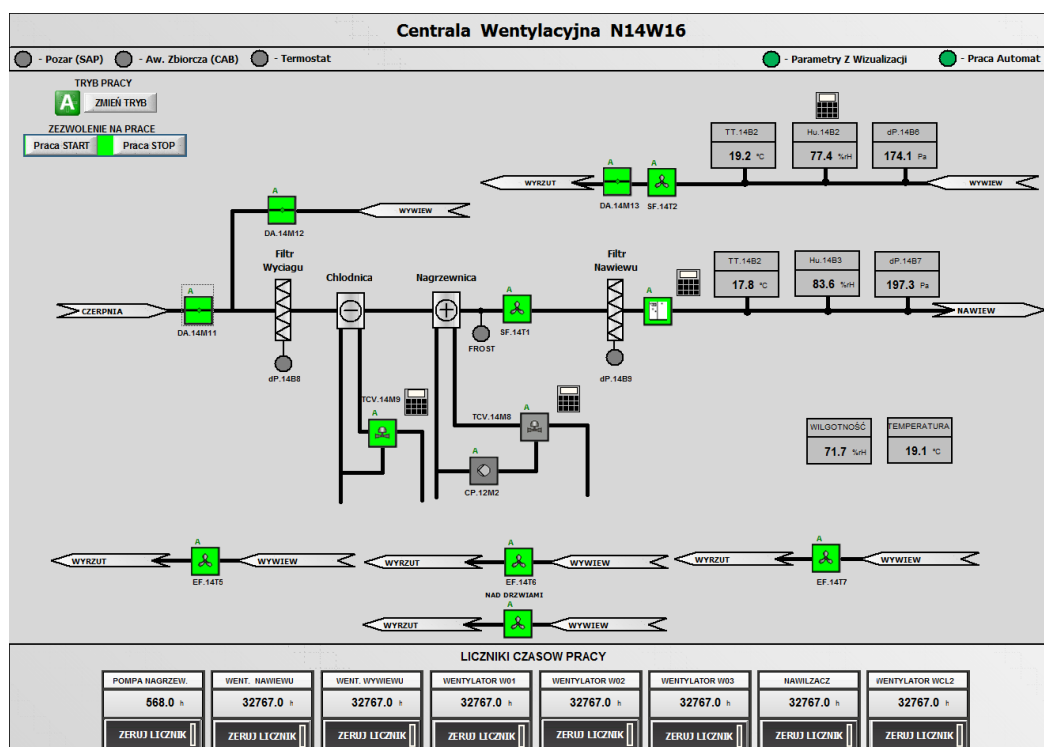 Centrala Wentylacyjna N14W16
- Pozar (SAP) - Aw. Zbiorcza (CAB) - Termostat - Parametry Z Wizualizacji - Praca Automat
TRYB PRACY
A ZMIEŃ TRYB
ZEZWOLENIE NA PRACE
Praca START Praca STOP
TT.14B2 Hu.14B2 dP.14B6
19.2 °C 77.4 %rH 174.1 Pa
A A
WYRZUT WYWIEW
DA.14M13 SF.14T2
A
WYWIEW
DA.14M12
Filtr
Wyciagu
Chlodnica
Nagrzewnica
Filtr
Nawiewu
TT.14B2 Hu.14B3 dP.14B7
17.8 °C 83.6 %rH 197.3 Pa
A A A
CZERPNIA NAWIEW
DA.14M11 SF.14T1
FROST
dP.14B8 dP.14B9
TCV.14M9 TCV.14M8
A A
WILGOTNOŚĆ TEMPERATURA
71.7 %rH 19.1 °C
A
CP.12M2
A A A
WYRZUT WYWIEW WYRZUT WYWIEW WYRZUT WYWIEW
EF.14T5 EF.14T6 EF.14T7
NAD DRZWIAMI
A
WYRZUT WYWIEW
LICZNIKI CZASOW PRACY
POMPA NAGRZEW. WENT. NAWIEWU WENT. WYWIEWU WENTYLATOR W01 WENTYLATOR W02 WENTYLATOR W03 NAWILZACZ WENTYLATOR WCL2
568.0 h 32767.0 h 32767.0 h 32767.0 h 32767.0 h 32767.0 h 32767.0 h 32767.0 h
ZERUJ LICZNIK ZERUJ LICZNIK ZERUJ LICZNIK ZERUJ LICZNIK ZERUJ LICZNIK ZERUJ LICZNIK ZERUJ LICZNIK ZERUJ LICZNIK